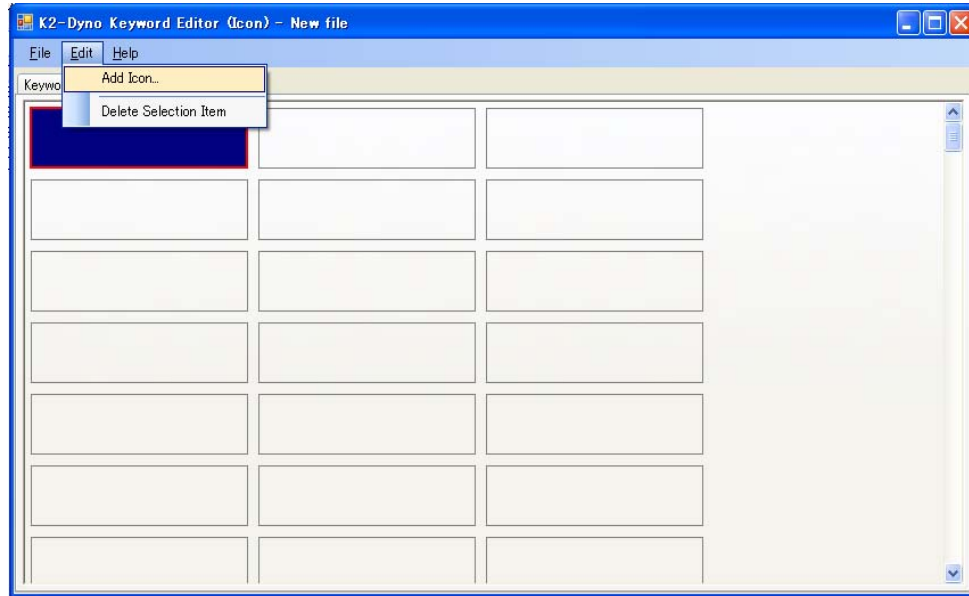 K2-Dyno Keyword Editor (Icon) - New file
File Edit Help
Add Icon...
Keywo
Delete Selection Item